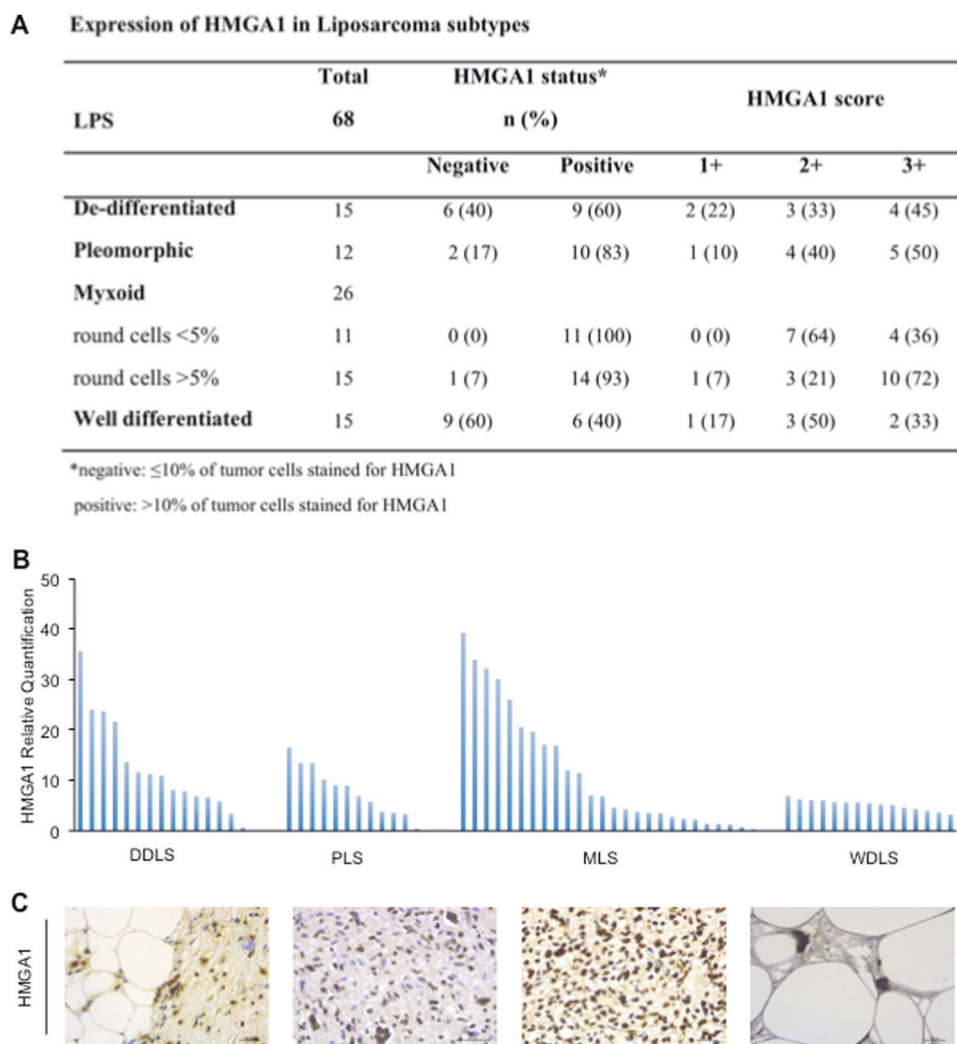 A Expression of HMGA1 in Liposarcoma subtypes
Total HMGA1 status* HMGA1 score
LPS 68 n (%)
Negative Positive 1+ 2+ 3+
De-differentiated 15 6 (40) 9 (60) 2 (22) 3 (33) 4 (45)
Pleomorphic 12 2 (17) 10 (83) 1 (10) 4 (40) 5 (50)
Myxoid 26
round cells <5% 11 0 (0) 11 (100) 0 (0) 7 (64) 4 (36)
round cells >5% 15 1 (7) 14 (93) 1 (7) 3 (21) 10 (72)
Well differentiated 15 9 (60) 6 (40) 1 (17) 3 (50) 2 (33)
*negative: ≤10% of tumor cells stained for HMGA1
positive: >10% of tumor cells stained for HMGA1
B
HMGA1 Relative Quantification
50
40
30
20
10
0
DDLS PLS MLS WDLS
C
HMGA1